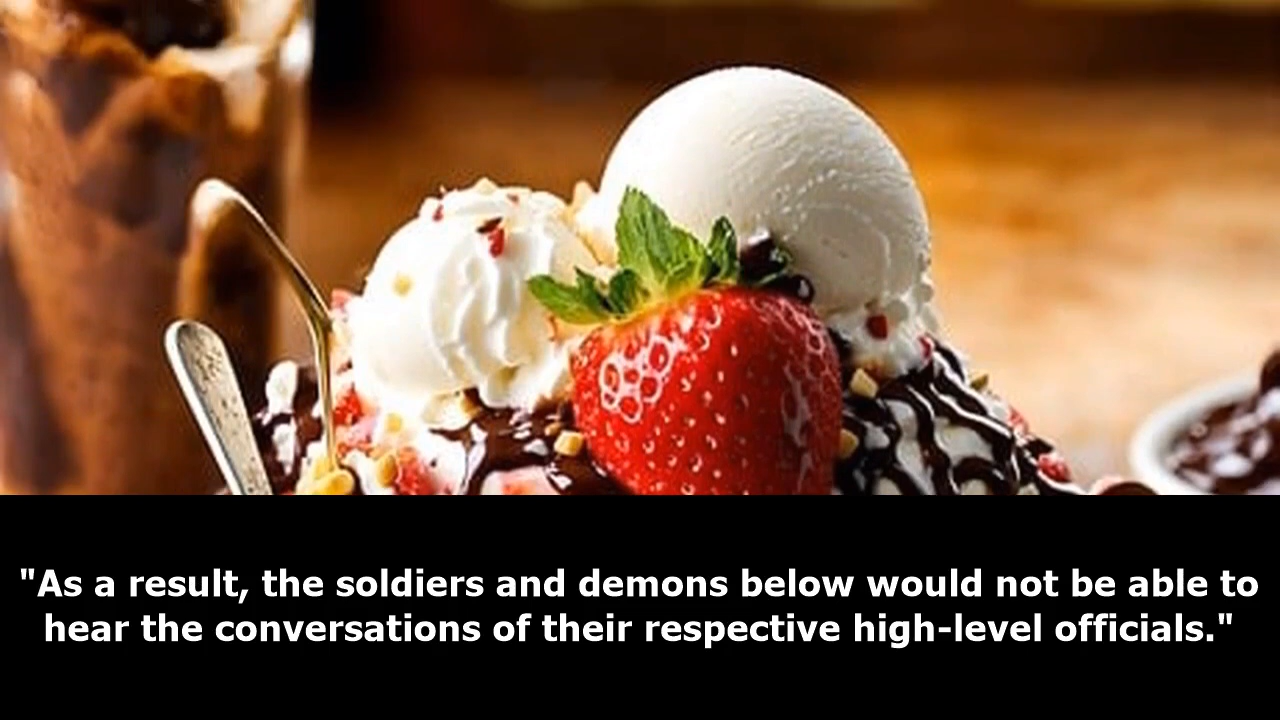 "As a result, the soldiers and demons below would not be able to
hear the conversations of their respective high-level officials."